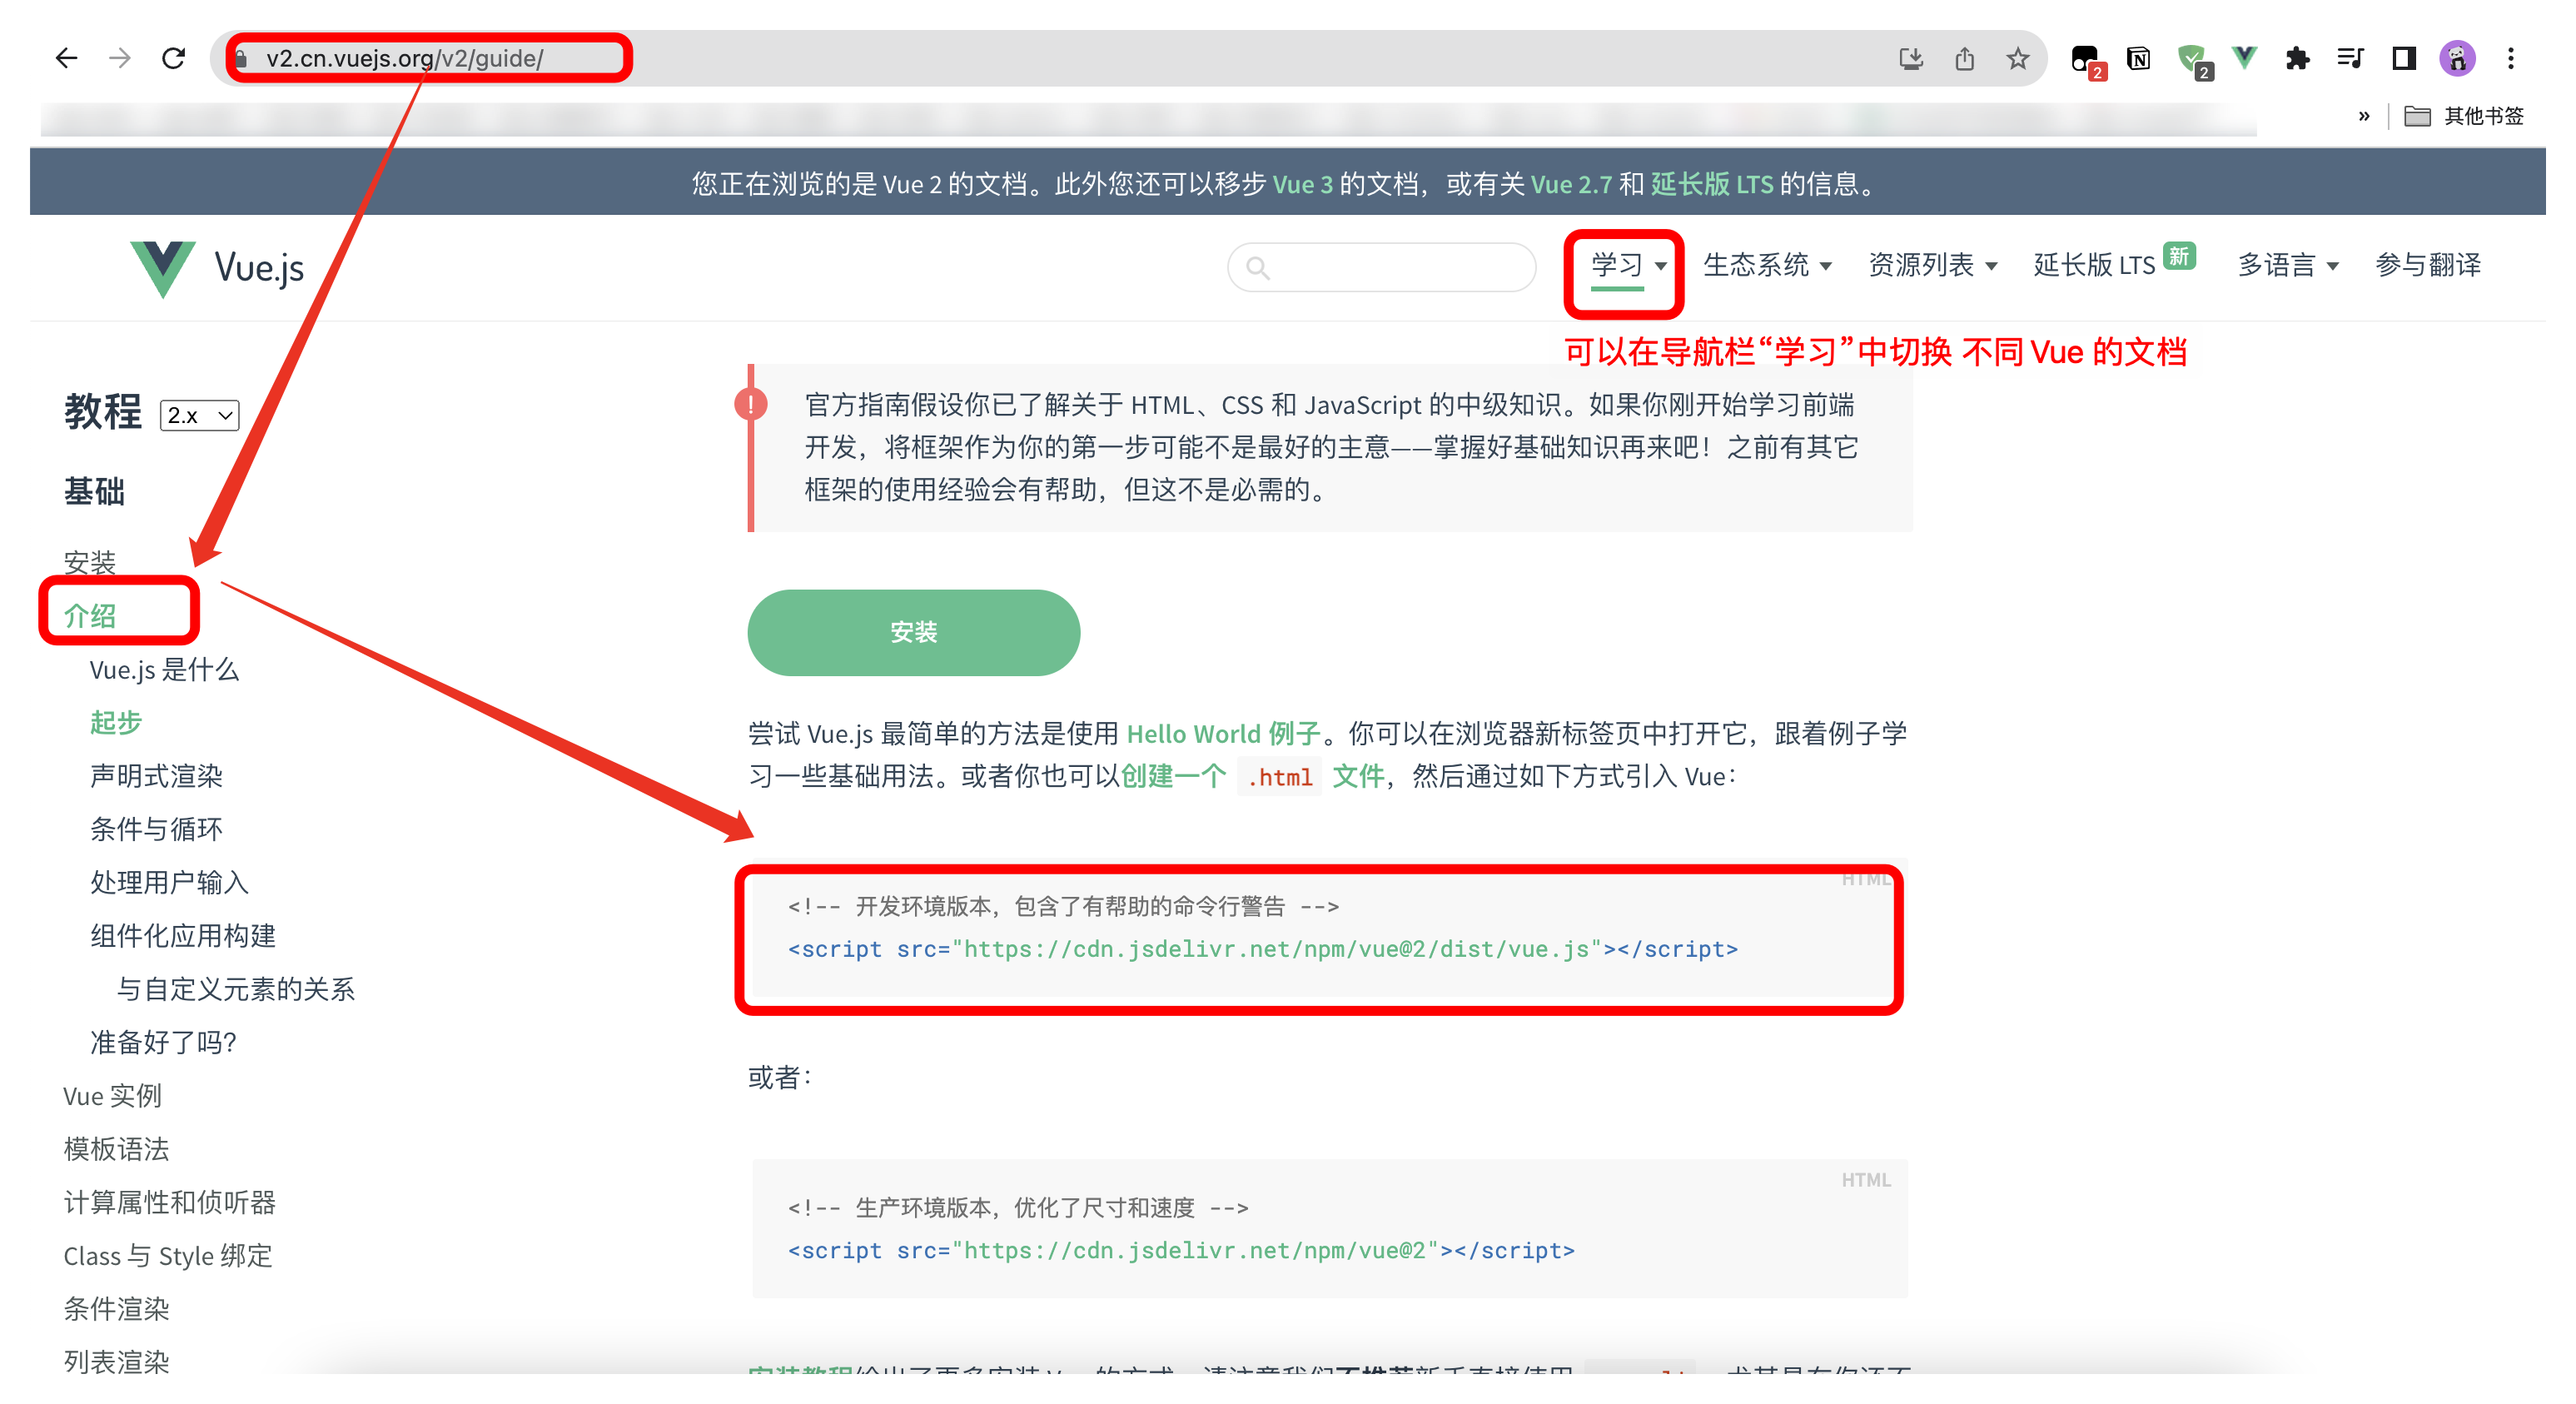 v2.cn.vuejs.org/v2/guide/
2
2
»
其他书签
您正在浏览的是 Vue 2 的文档。此外您还可以移步 Vue 3 的文档，或有关 Vue 2.7 和 延长版 LTS 的信息。
Vue.js
学习
生态系统
资源列表
延长版 LTS 新
多语言
参与翻译
可以在导航栏“学习”中切换 不同 Vue 的文档
教程 2.x
基础
安装
介绍
Vue.js 是什么
起步
声明式渲染
条件与循环
处理用户输入
组件化应用构建
与自定义元素的关系
准备好了吗？
Vue 实例
模板语法
计算属性和侦听器
Class 与 Style 绑定
条件渲染
列表渲染
官方指南假设你已了解关于 HTML、CSS 和 JavaScript 的中级知识。如果你刚开始学习前端
开发，将框架作为你的第一步可能不是最好的主意——掌握好基础知识再来吧！之前有其它
框架的使用经验会有帮助，但这不是必需的。
安装
尝试 Vue.js 最简单的方法是使用 Hello World 例子。你可以在浏览器新标签页中打开它，跟着例子学
习一些基础用法。或者你也可以创建一个 .html 文件，然后通过如下方式引入 Vue：
HTML
<!-- 开发环境版本，包含了有帮助的命令行警告 -->
<script src="https://cdn.jsdelivr.net/npm/vue@2/dist/vue.js"></script>
或者：
HTML
<!-- 生产环境版本，优化了尺寸和速度 -->
<script src="https://cdn.jsdelivr.net/npm/vue@2"></script>